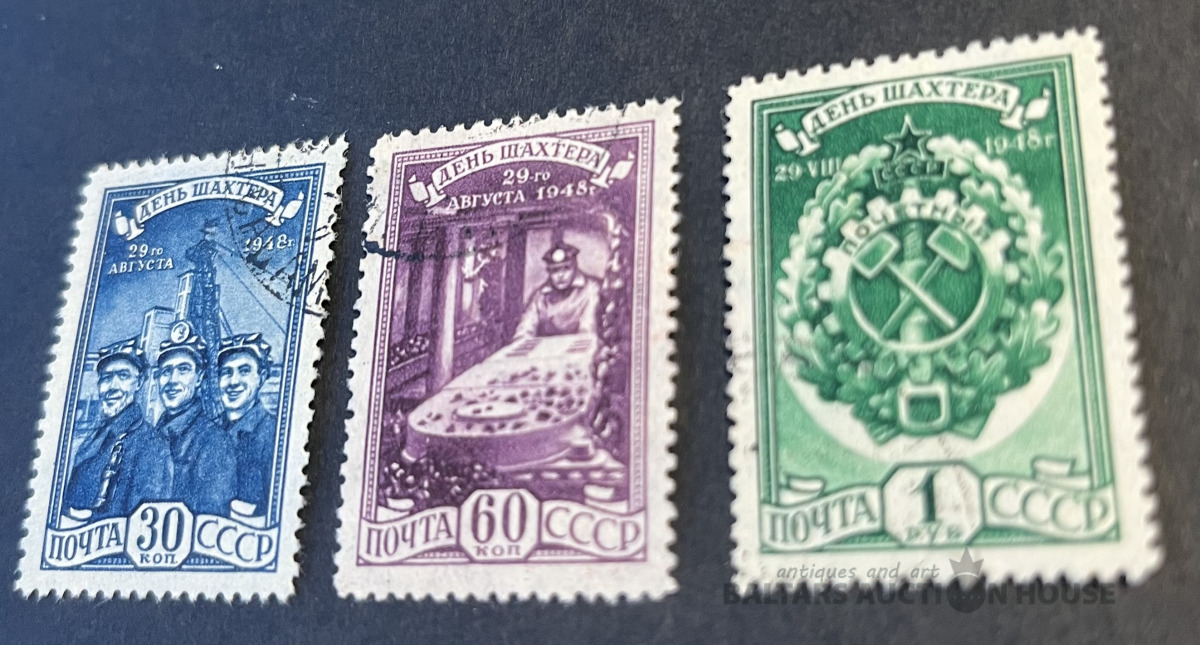 ДЕНЬ ШАХТЕРА
29-го 1948г.
АВГУСТА
ПОЧТА 30 СССР
КОП.
ДЕНЬ ШАХТЕРА
29-го
АВГУСТА 1948г
ПОЧТА 60 СССР
КОП
ДЕНЬ ШАХТЕРА
29·VIII 1948г
СССР
ПОЧТА 1 СССР
РУБ
antiques and art
BALTARS AUCTION HOUSE